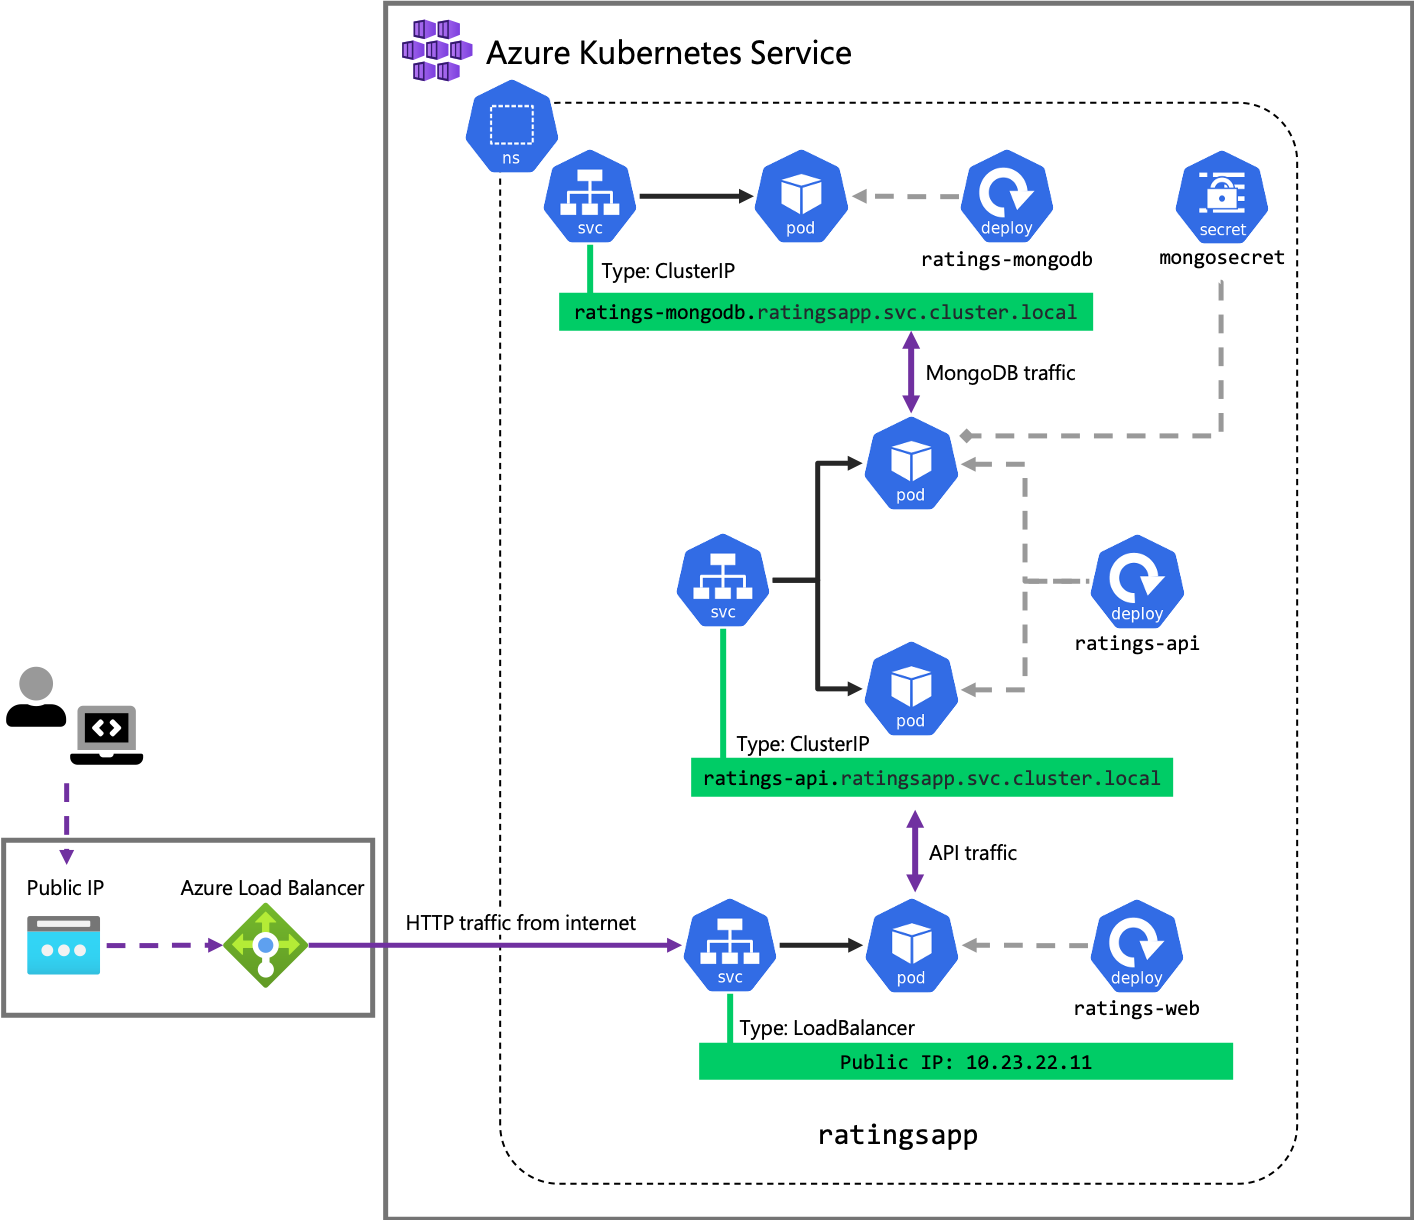 Azure Kubernetes Service
ns
svc
pod
deploy
secret
ratings-mongodb
mongosecret
Type: ClusterIP
ratings-mongodb.ratingsapp.svc.cluster.local
MongoDB traffic
pod
svc
deploy
ratings-api
pod
Type: ClusterIP
ratings-api.ratingsapp.svc.cluster.local
API traffic
Public IP
Azure Load Balancer
HTTP traffic from internet
svc
pod
deploy
ratings-web
Type: LoadBalancer
Public IP: 10.23.22.11
ratingsapp